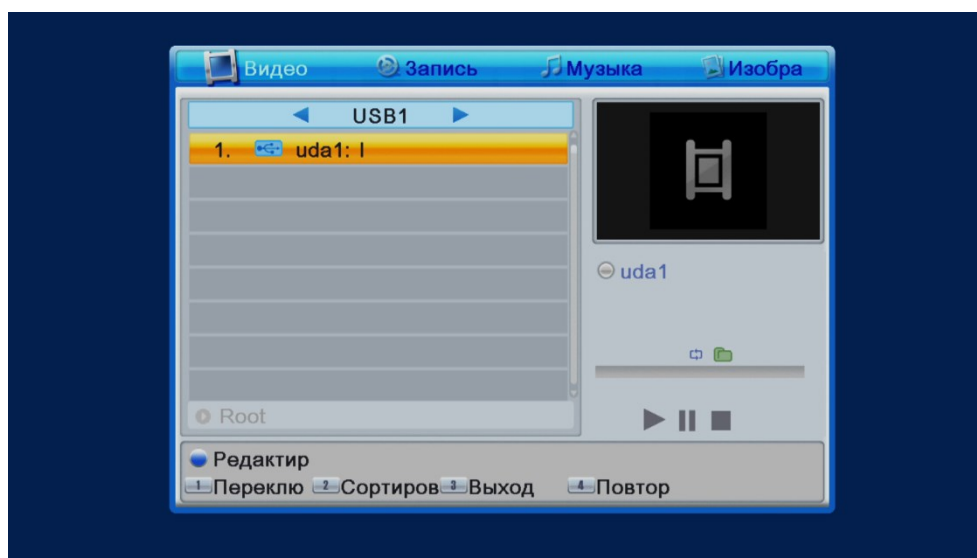 Видео Запись Музыка Изобра
USB1
1. uda1: I
uda1
Root
Редактир
1 Переклю 2 Сортиров 3 Выход 4 Повтор